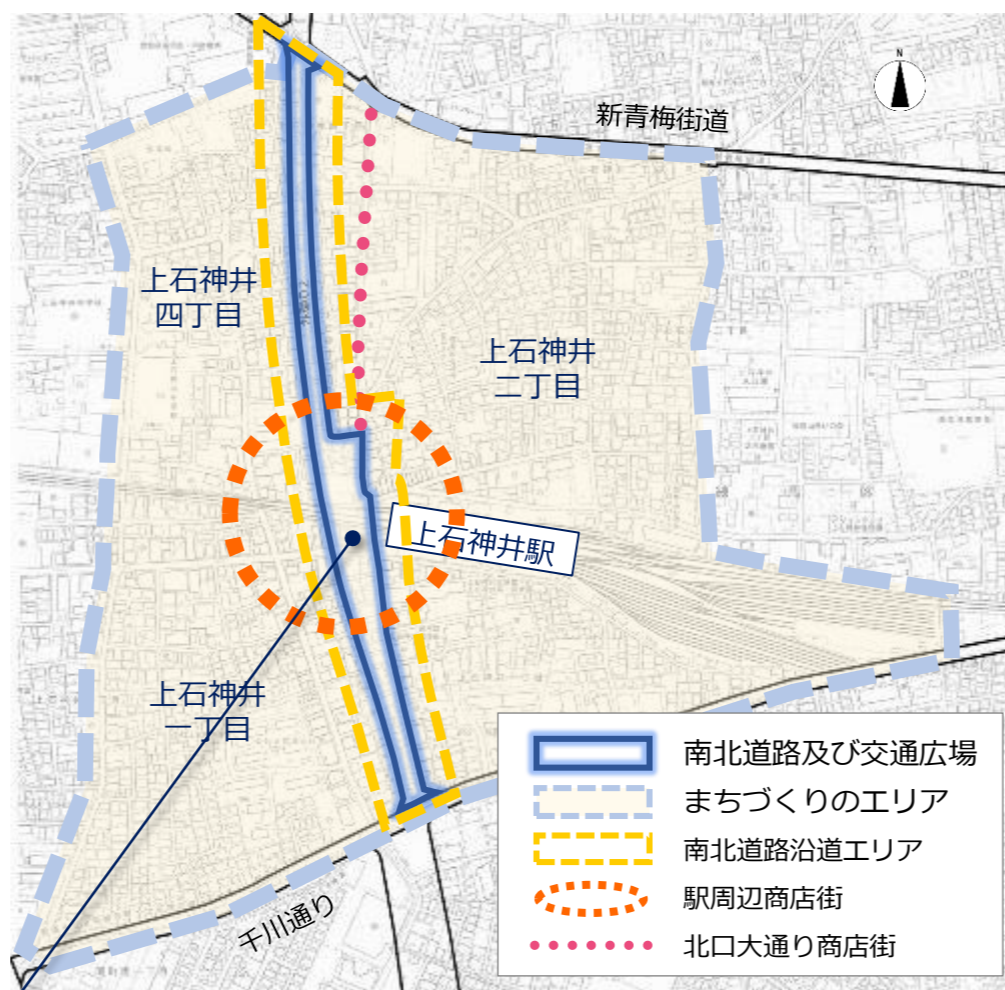 N
新青梅街道
上石神井
四丁目
上石神井
二丁目
上石神井駅
上石神井
一丁目
千川通り
南北道路及び交通広場
まちづくりのエリア
南北道路沿道エリア
駅周辺商店街
北口大通り商店街